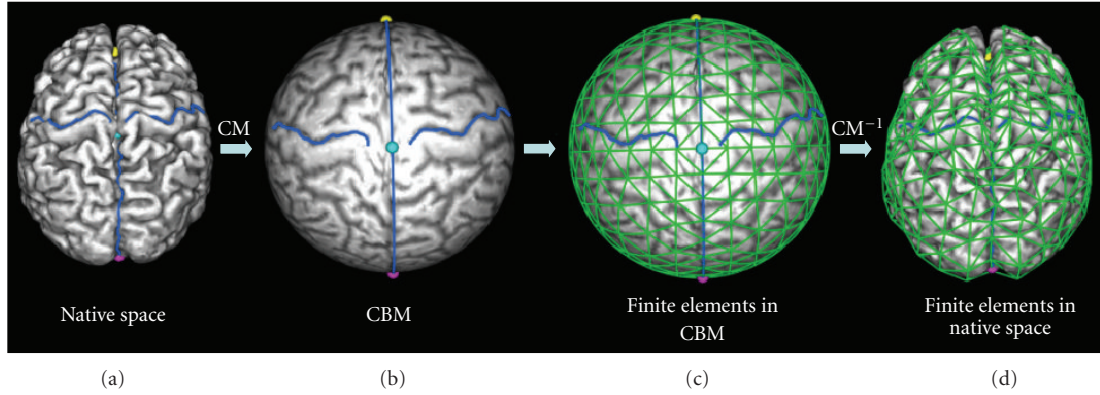 CM
CM⁻¹
Native space
CBM
Finite elements in
CBM
Finite elements in
native space
(a)
(b)
(c)
(d)